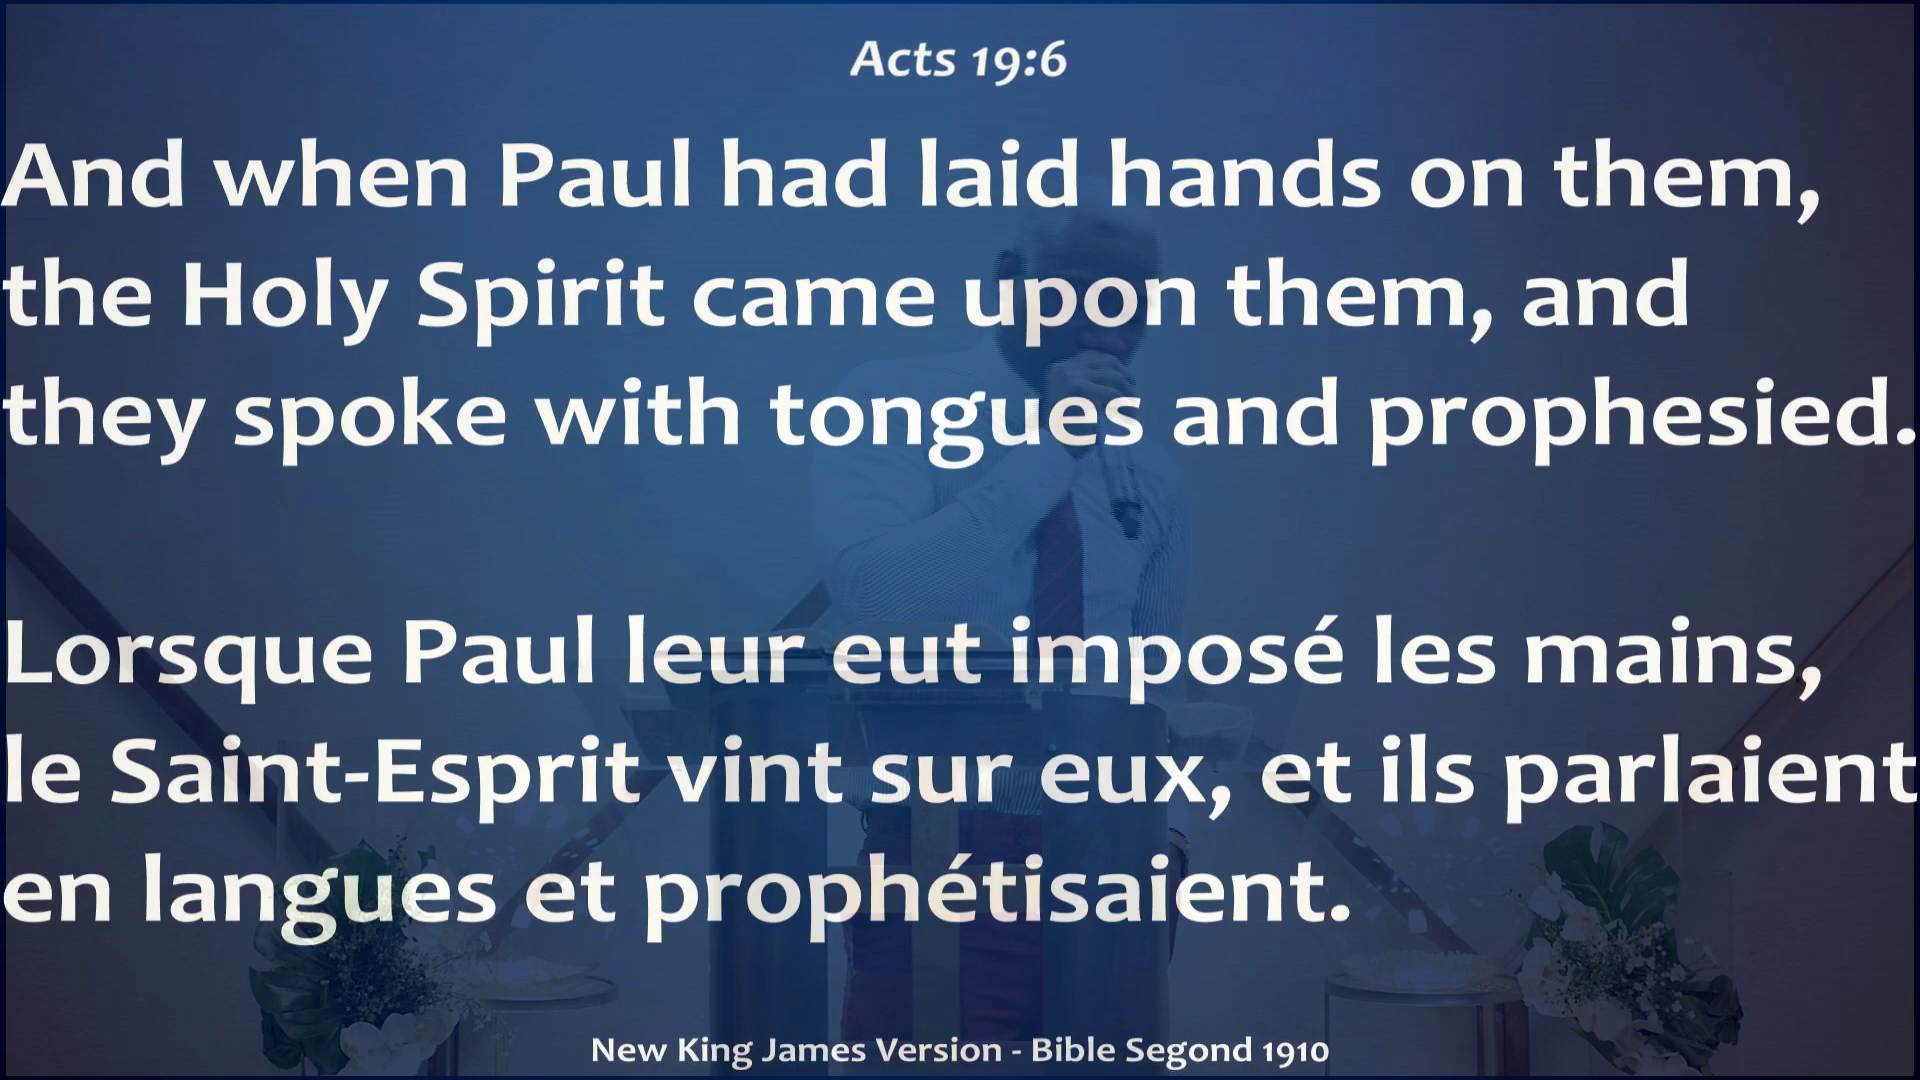 Acts 19:6
And when Paul had laid hands on them,
the Holy Spirit came upon them, and
they spoke with tongues and prophesied.
Lorsque Paul leur eut imposé les mains,
le Saint-Esprit vint sur eux, et ils parlaient
en langues et prophétisaient.
New King James Version - Bible Segond 1910